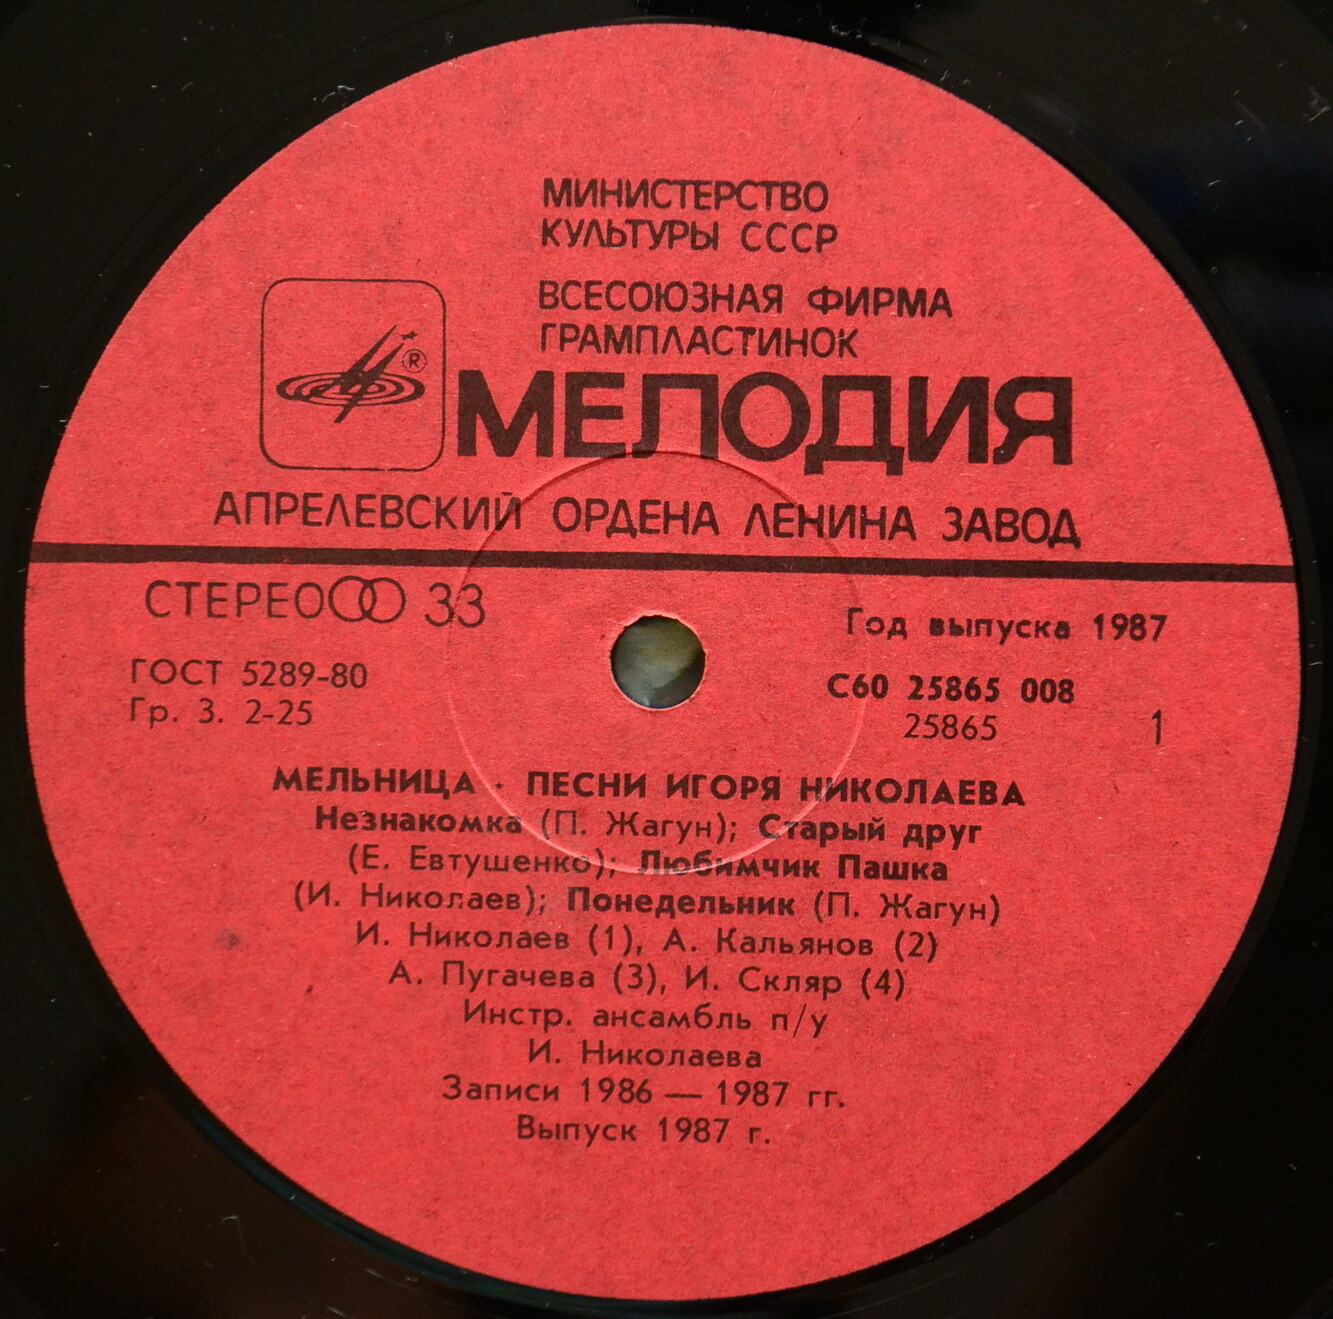 МИНИСТЕРСТВО
КУЛЬТУРЫ СССР
ВСЕСОЮЗНАЯ ФИРМА
ГРАМПЛАСТИНОК
®
МЕЛОДИЯ
АПРЕЛЕВСКИЙ ОРДЕНА ЛЕНИНА ЗАВОД
СТЕРЕО 33
Год выпуска 1987
ГОСТ 5289-80
С60 25865 008
Гр. 3. 2-25
25865
1
МЕЛЬНИЦА · ПЕСНИ ИГОРЯ НИКОЛАЕВА
Незнакомка (П. Жагун); Старый друг
(Е. Евтушенко); Любимчик Пашка
(И. Николаев); Понедельник (П. Жагун)
И. Николаев (1), А. Кальянов (2)
А. Пугачева (3), И. Скляр (4)
Инстр. ансамбль п/у
И. Николаева
Записи 1986 — 1987 гг.
Выпуск 1987 г.